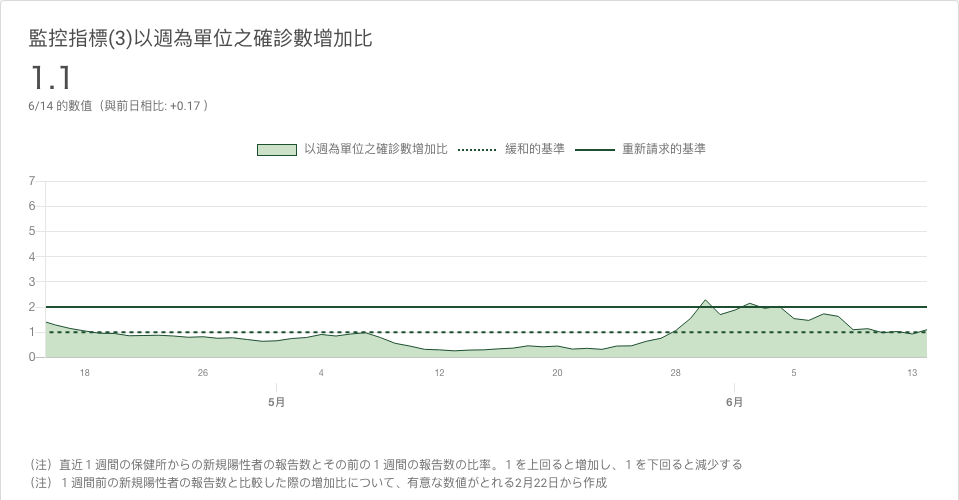 監控指標(3)以週為單位之確診數增加比
1.1
6/14 的數值（與前日相比: +0.17 ）
以週為單位之確診數增加比 緩和的基準 重新請求的基準
7
6
5
4
3
2
1
0
18 26 4 12 20 28 5 13
5月 6月
（注）直近１週間の保健所からの新規陽性者の報告数とその前の１週間の報告数の比率。１を上回ると増加し、１を下回ると減少する
（注）１週間前の新規陽性者の報告数と比較した際の増加比について、有意な数値がとれる2月22日から作成